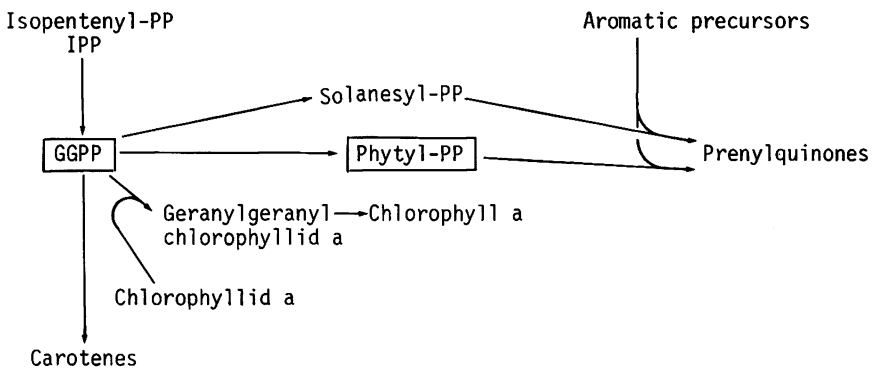 Isopentenyl-PP
IPP
Aromatic precursors
Solanesyl-PP
GGPP
Phytyl-PP
Prenylquinones
Geranylgeranyl
chlorophyllid a
Chlorophyll a
Chlorophyllid a
Carotenes